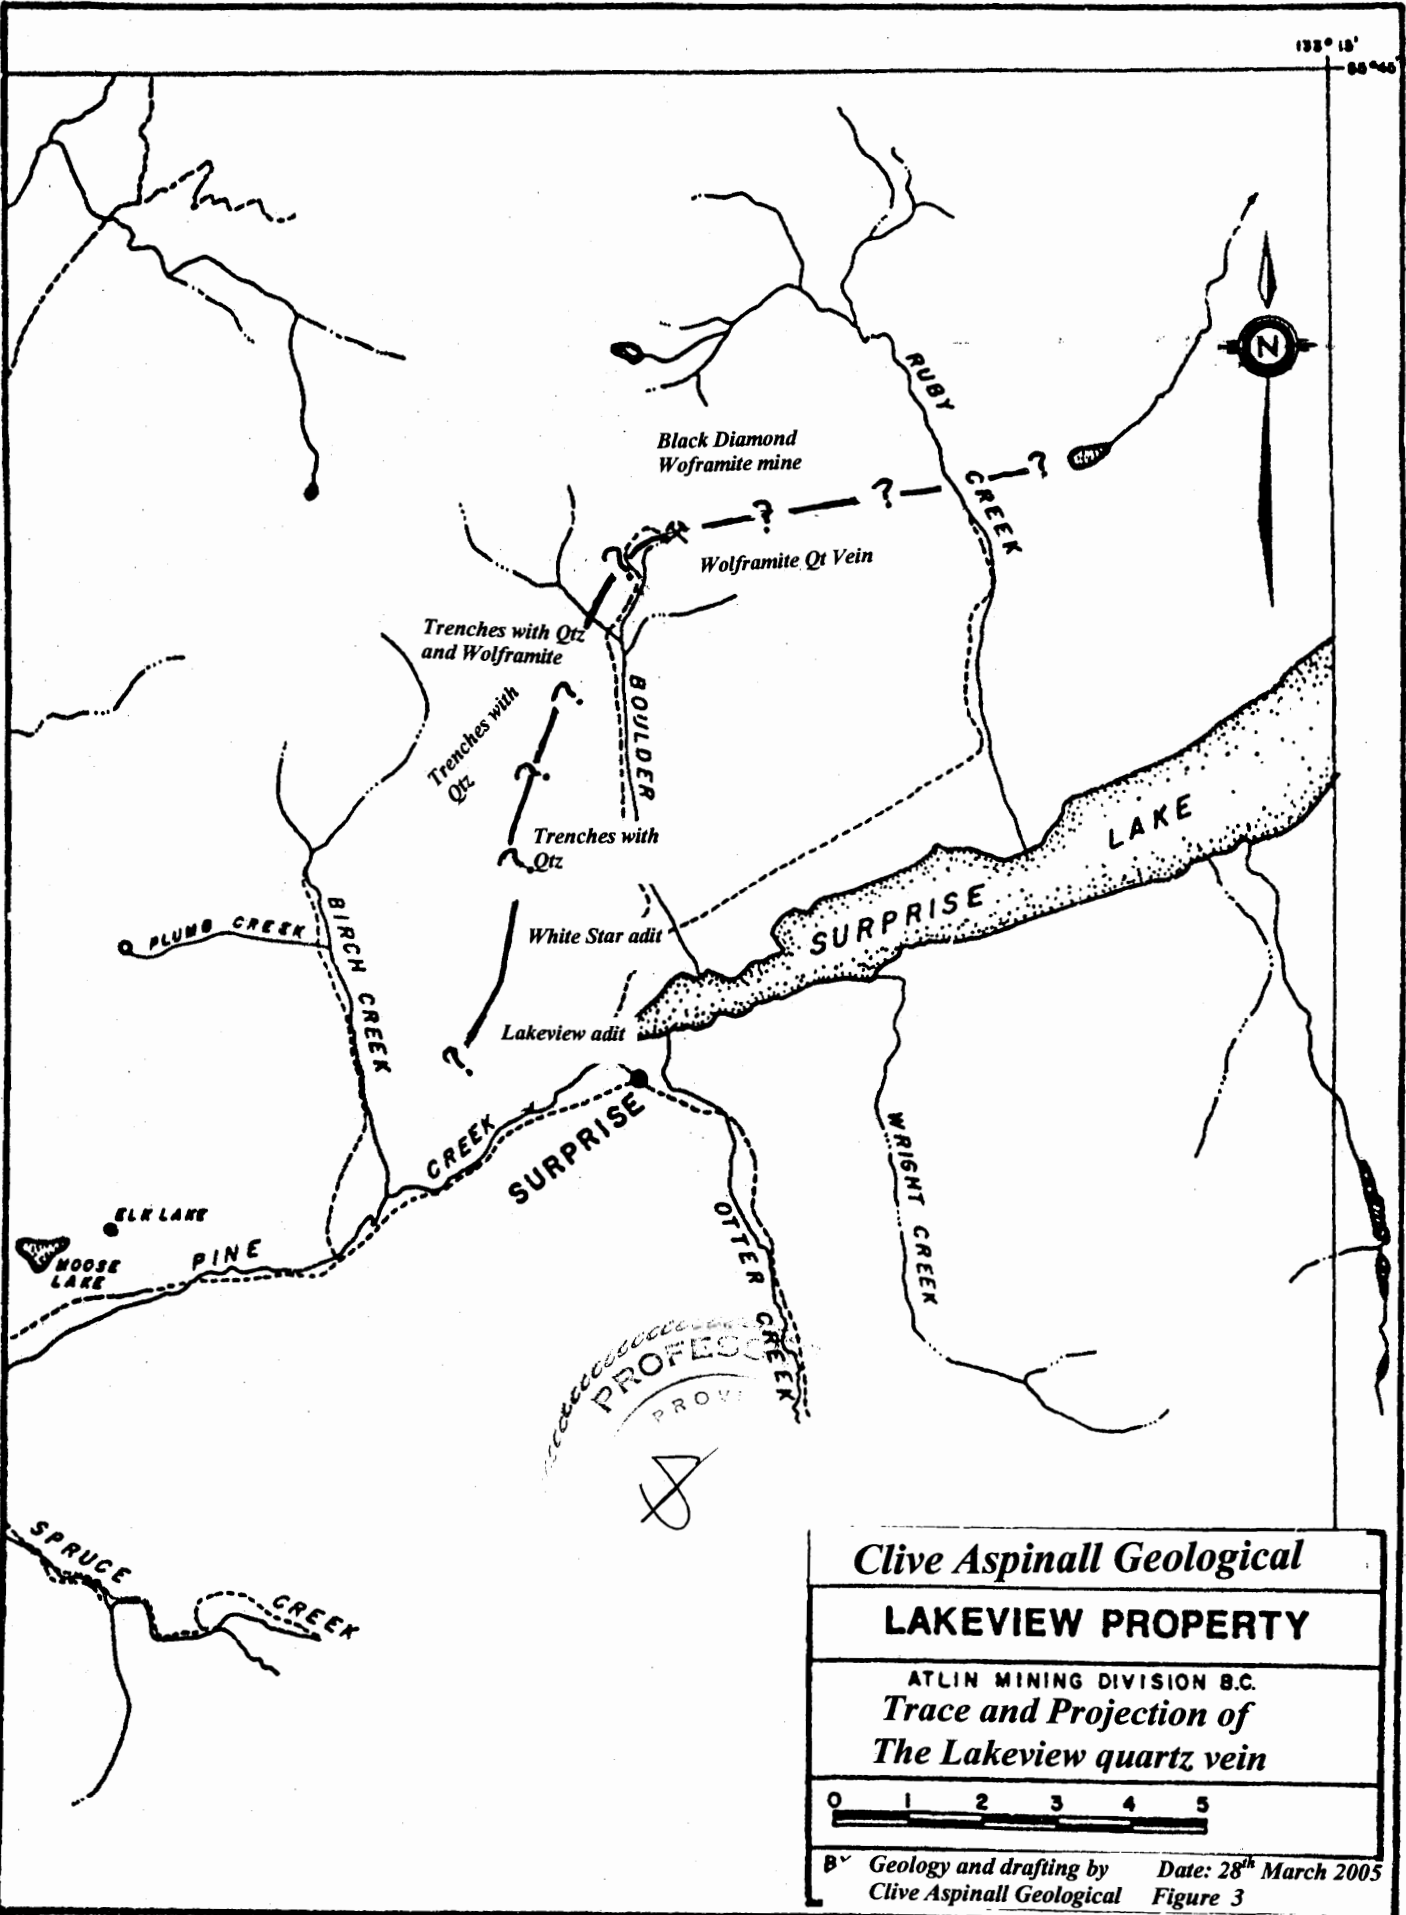 133° 15'
RUBY
CREEK
Black Diamond
Woframite mine
?
?
?
?
Wolframite Qt Vein
Trenches with Qtz
and Wolframite
?
Trenches with
Qtz
?
BOULDER
Trenches with
Qtz
?
LAKE
SURPRISE
White Star adit
PLUMB CREEK
BIRCH CREEK
Lakeview adit
?
CREEK
SURPRISE
WRIGHT CREEK
OTTER CREEK
ELK LAKE
MOOSE
LAKE
PINE
PROFESS
PROVI
SPRUCE
CREEK
N
Clive Aspinall Geological
LAKEVIEW PROPERTY
ATLIN MINING DIVISION B.C.
Trace and Projection of
The Lakeview quartz vein
0 1 2 3 4 5
Geology and drafting by
Clive Aspinall Geological
Date: 28th March 2005
Figure 3